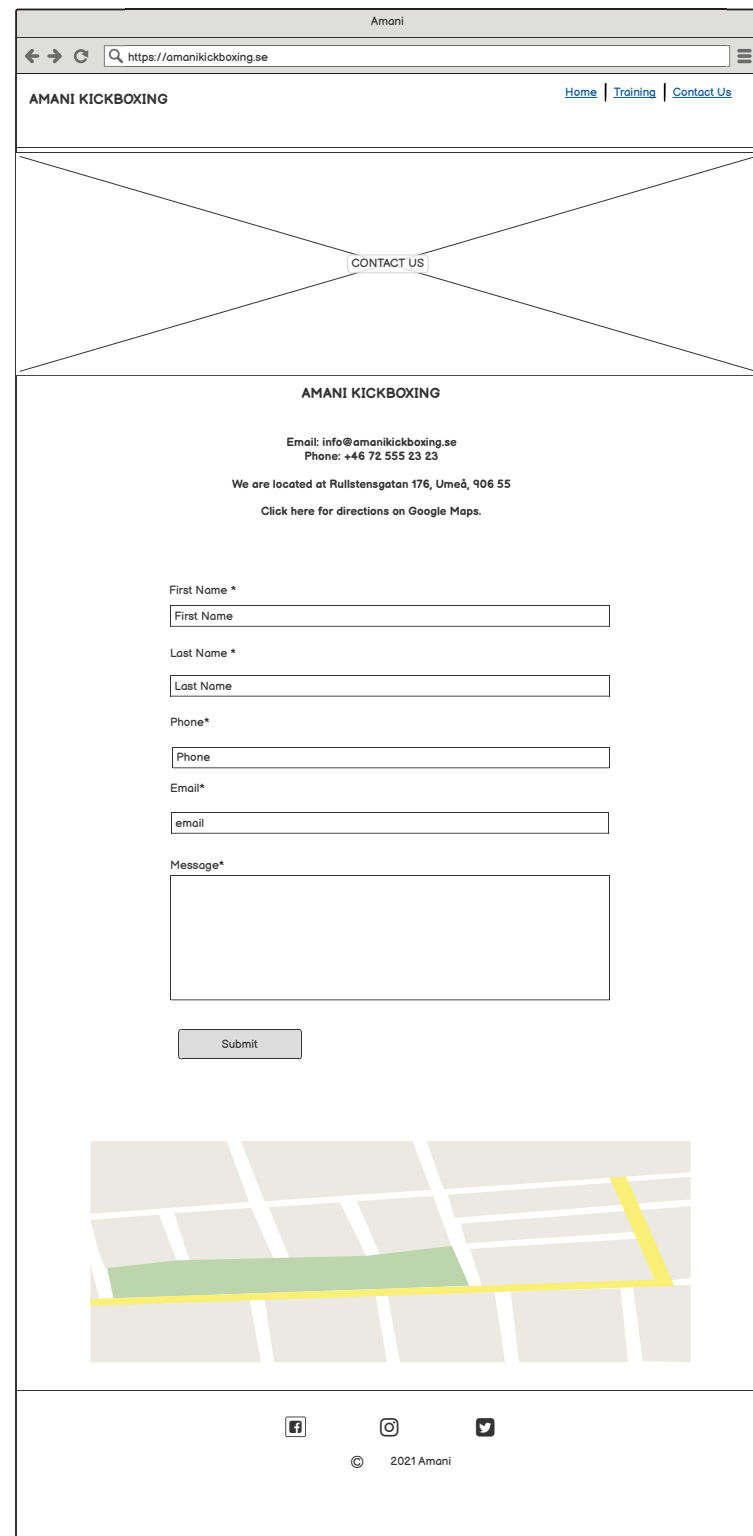 Amani
https://amanikickboxing.se
AMANI KICKBOXING
Home
Training
Contact Us
CONTACT US
AMANI KICKBOXING
Email: info@amanikickboxing.se
Phone: +46 72 555 23 23
We are located at Rullstensgatan 176, Umeå, 906 55
Click here for directions on Google Maps.
First Name *
First Name
Last Name *
Last Name
Phone*
Phone
Email*
email
Message*
Submit
© 2021 Amani